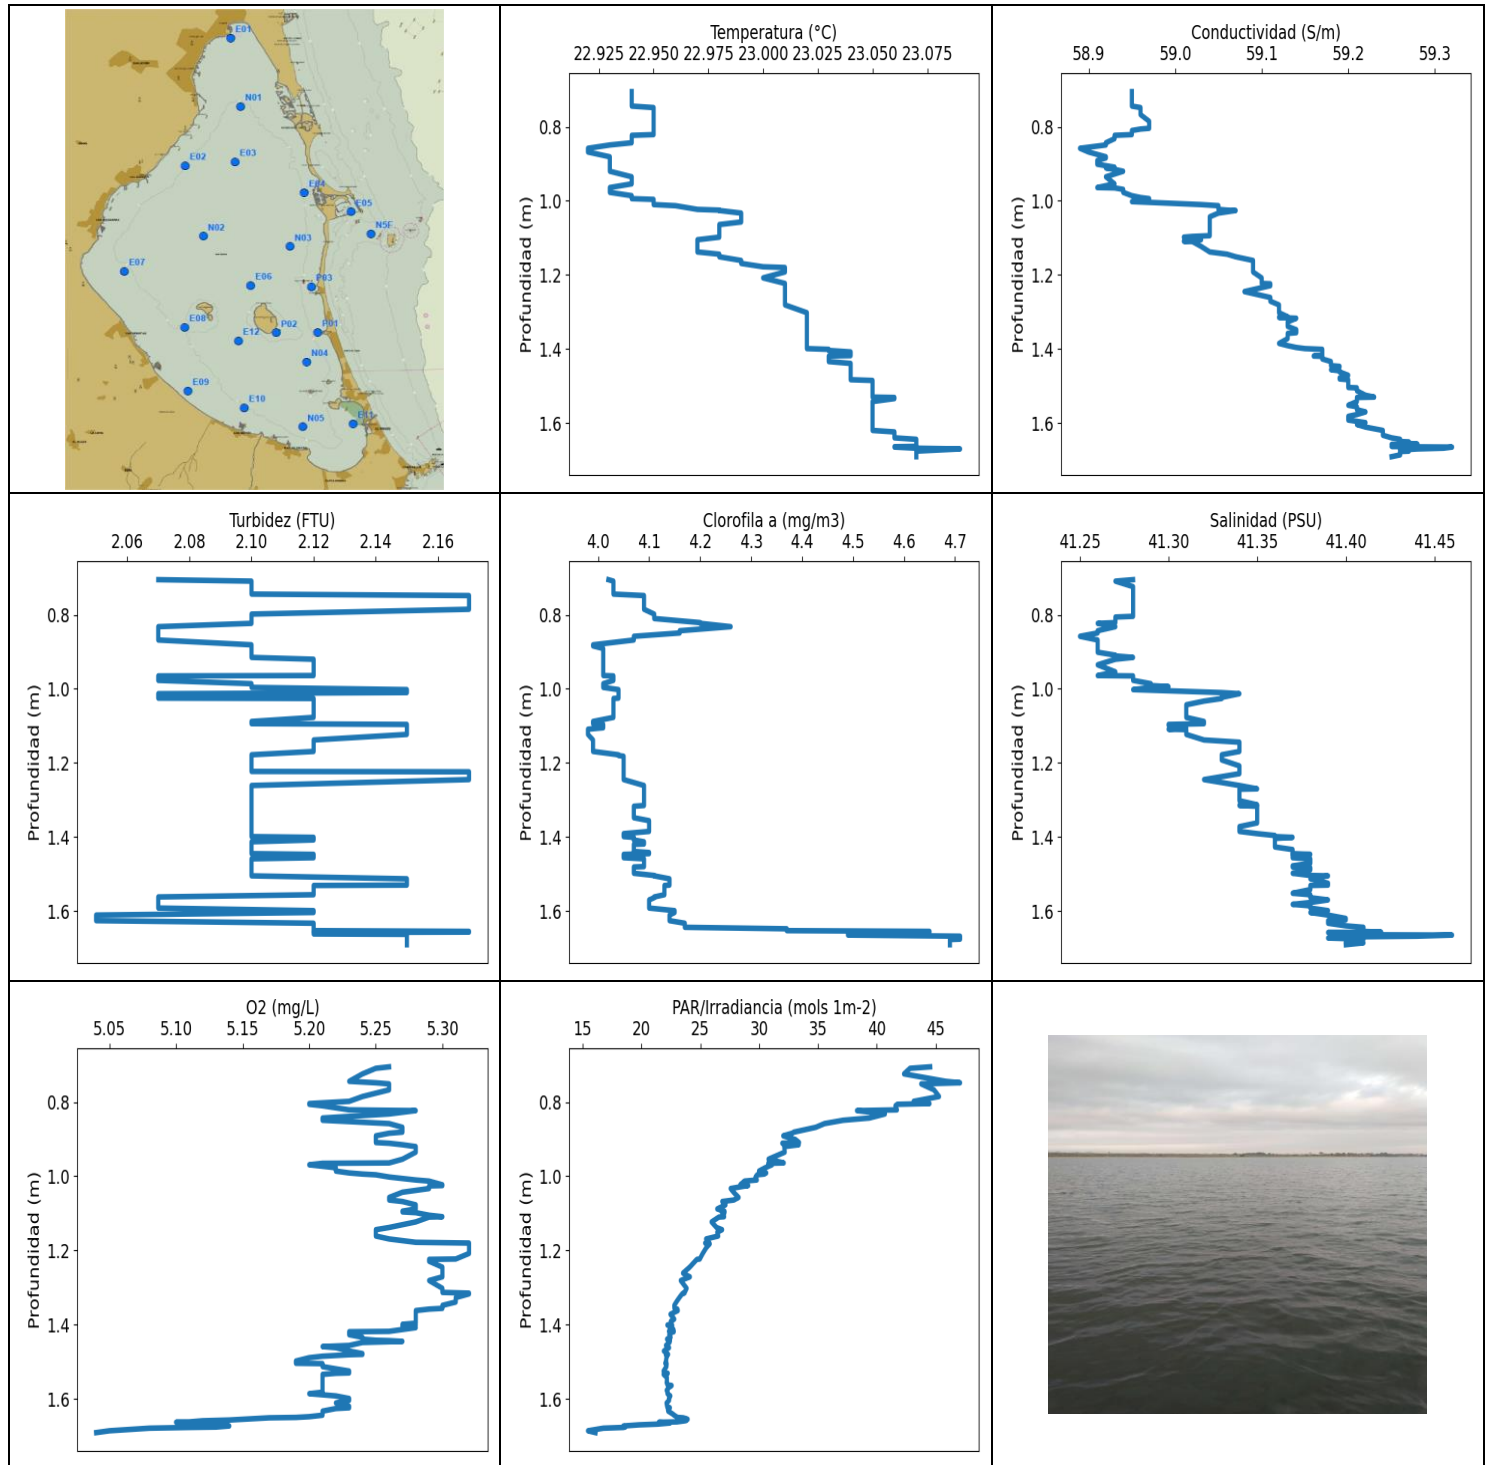 E01
N01
E02
E03
E04
E05
N5F
N02
N03
E07
E06
P03
E08
E12
P02
P01
N04
E09
E10
N05
E11
Temperatura (°C)
22.925 22.950 22.975 23.000 23.025 23.050 23.075
Profundidad (m)
0.8
1.0
1.2
1.4
1.6
Conductividad (S/m)
58.9 59.0 59.1 59.2 59.3
Profundidad (m)
0.8
1.0
1.2
1.4
1.6
Turbidez (FTU)
2.06 2.08 2.10 2.12 2.14 2.16
Profundidad (m)
0.8
1.0
1.2
1.4
1.6
Clorofila a (mg/m3)
4.0 4.1 4.2 4.3 4.4 4.5 4.6 4.7
Profundidad (m)
0.8
1.0
1.2
1.4
1.6
Salinidad (PSU)
41.25 41.30 41.35 41.40 41.45
Profundidad (m)
0.8
1.0
1.2
1.4
1.6
O2 (mg/L)
5.05 5.10 5.15 5.20 5.25 5.30
Profundidad (m)
0.8
1.0
1.2
1.4
1.6
PAR/Irradiancia (mols 1m-2)
15 20 25 30 35 40 45
Profundidad (m)
0.8
1.0
1.2
1.4
1.6